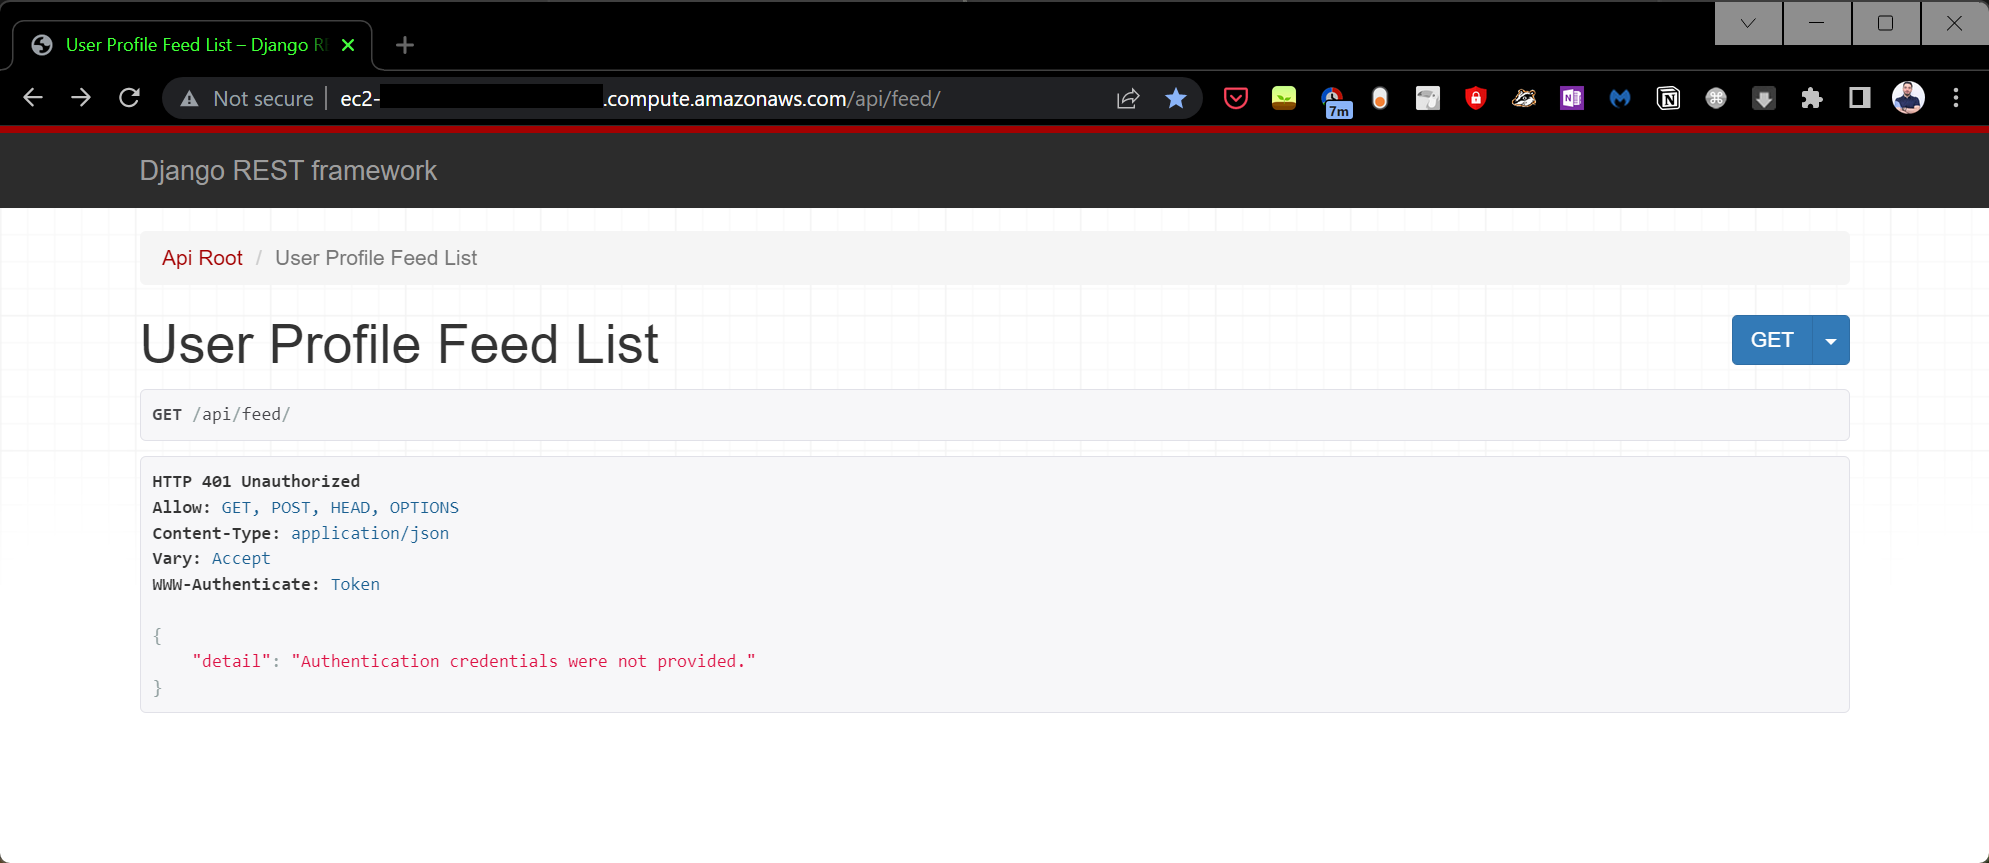 User Profile Feed List – Django R
Not secure
ec2-
.compute.amazonaws.com/api/feed/
7m
Django REST framework
Api Root / User Profile Feed List
User Profile Feed List
GET
GET /api/feed/
HTTP 401 Unauthorized
Allow: GET, POST, HEAD, OPTIONS
Content-Type: application/json
Vary: Accept
WWW-Authenticate: Token
{
"detail": "Authentication credentials were not provided."
}